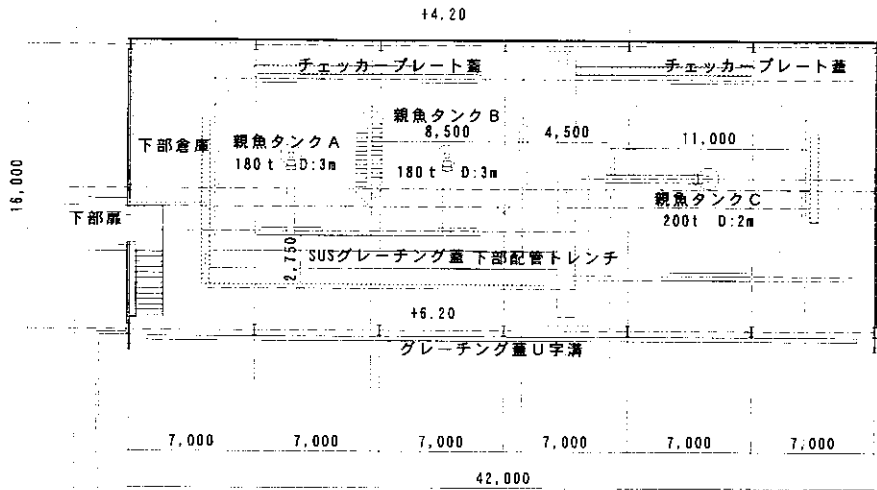 +4.20
チェッカープレート蓋
チェッカープレート蓋
親魚タンクB
8,500
4,500
11,000
下部倉庫
親魚タンクA
180t D:3m
180t D:3m
16,000
親魚タンクC
200t D:2m
下部扉
2,750
SUSグレーチング蓋 下部配管トレンチ
+6.20
グレーチング蓋U字溝
7,000
7,000
7,000
7,000
7,000
7,000
42,000